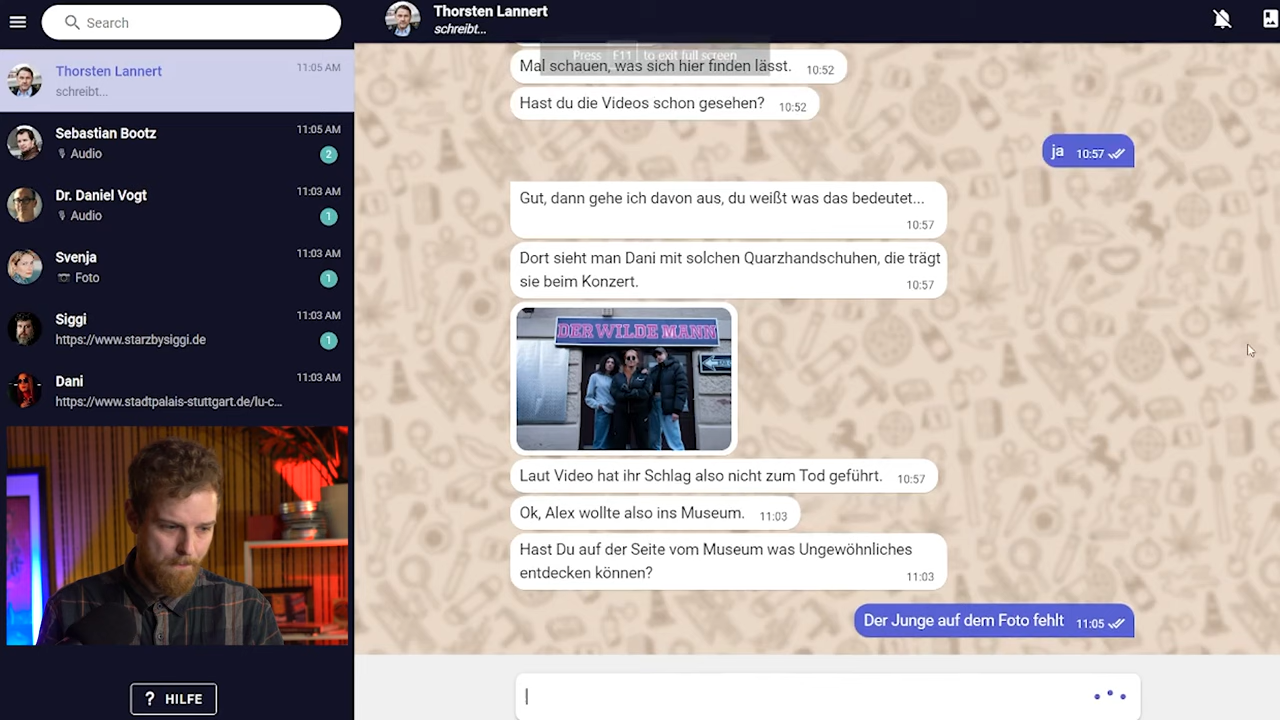 Search
Thorsten Lannert
11:05 AM
schreibt...
Sebastian Bootz
11:05 AM
Audio
2
Dr. Daniel Vogt
11:03 AM
Audio
1
Svenja
11:03 AM
Foto
1
Siggi
11:03 AM
https://www.starzbysiggi.de
1
Dani
11:03 AM
https://www.stadtpalais-stuttgart.de/lu-c...
? HILFE
Thorsten Lannert
schreibt...
Press F11 to exit full screen
Mal schauen, was sich hier finden lässt. 10:52
Hast du die Videos schon gesehen? 10:52
ja 10:57
Gut, dann gehe ich davon aus, du weißt was das bedeutet...
10:57
Dort sieht man Dani mit solchen Quarzhandschuhen, die trägt
sie beim Konzert. 10:57
DER WILDE MANN
Laut Video hat ihr Schlag also nicht zum Tod geführt. 10:57
Ok, Alex wollte also ins Museum. 11:03
Hast Du auf der Seite vom Museum was Ungewöhnliches
entdecken können? 11:03
Der Junge auf dem Foto fehlt 11:05